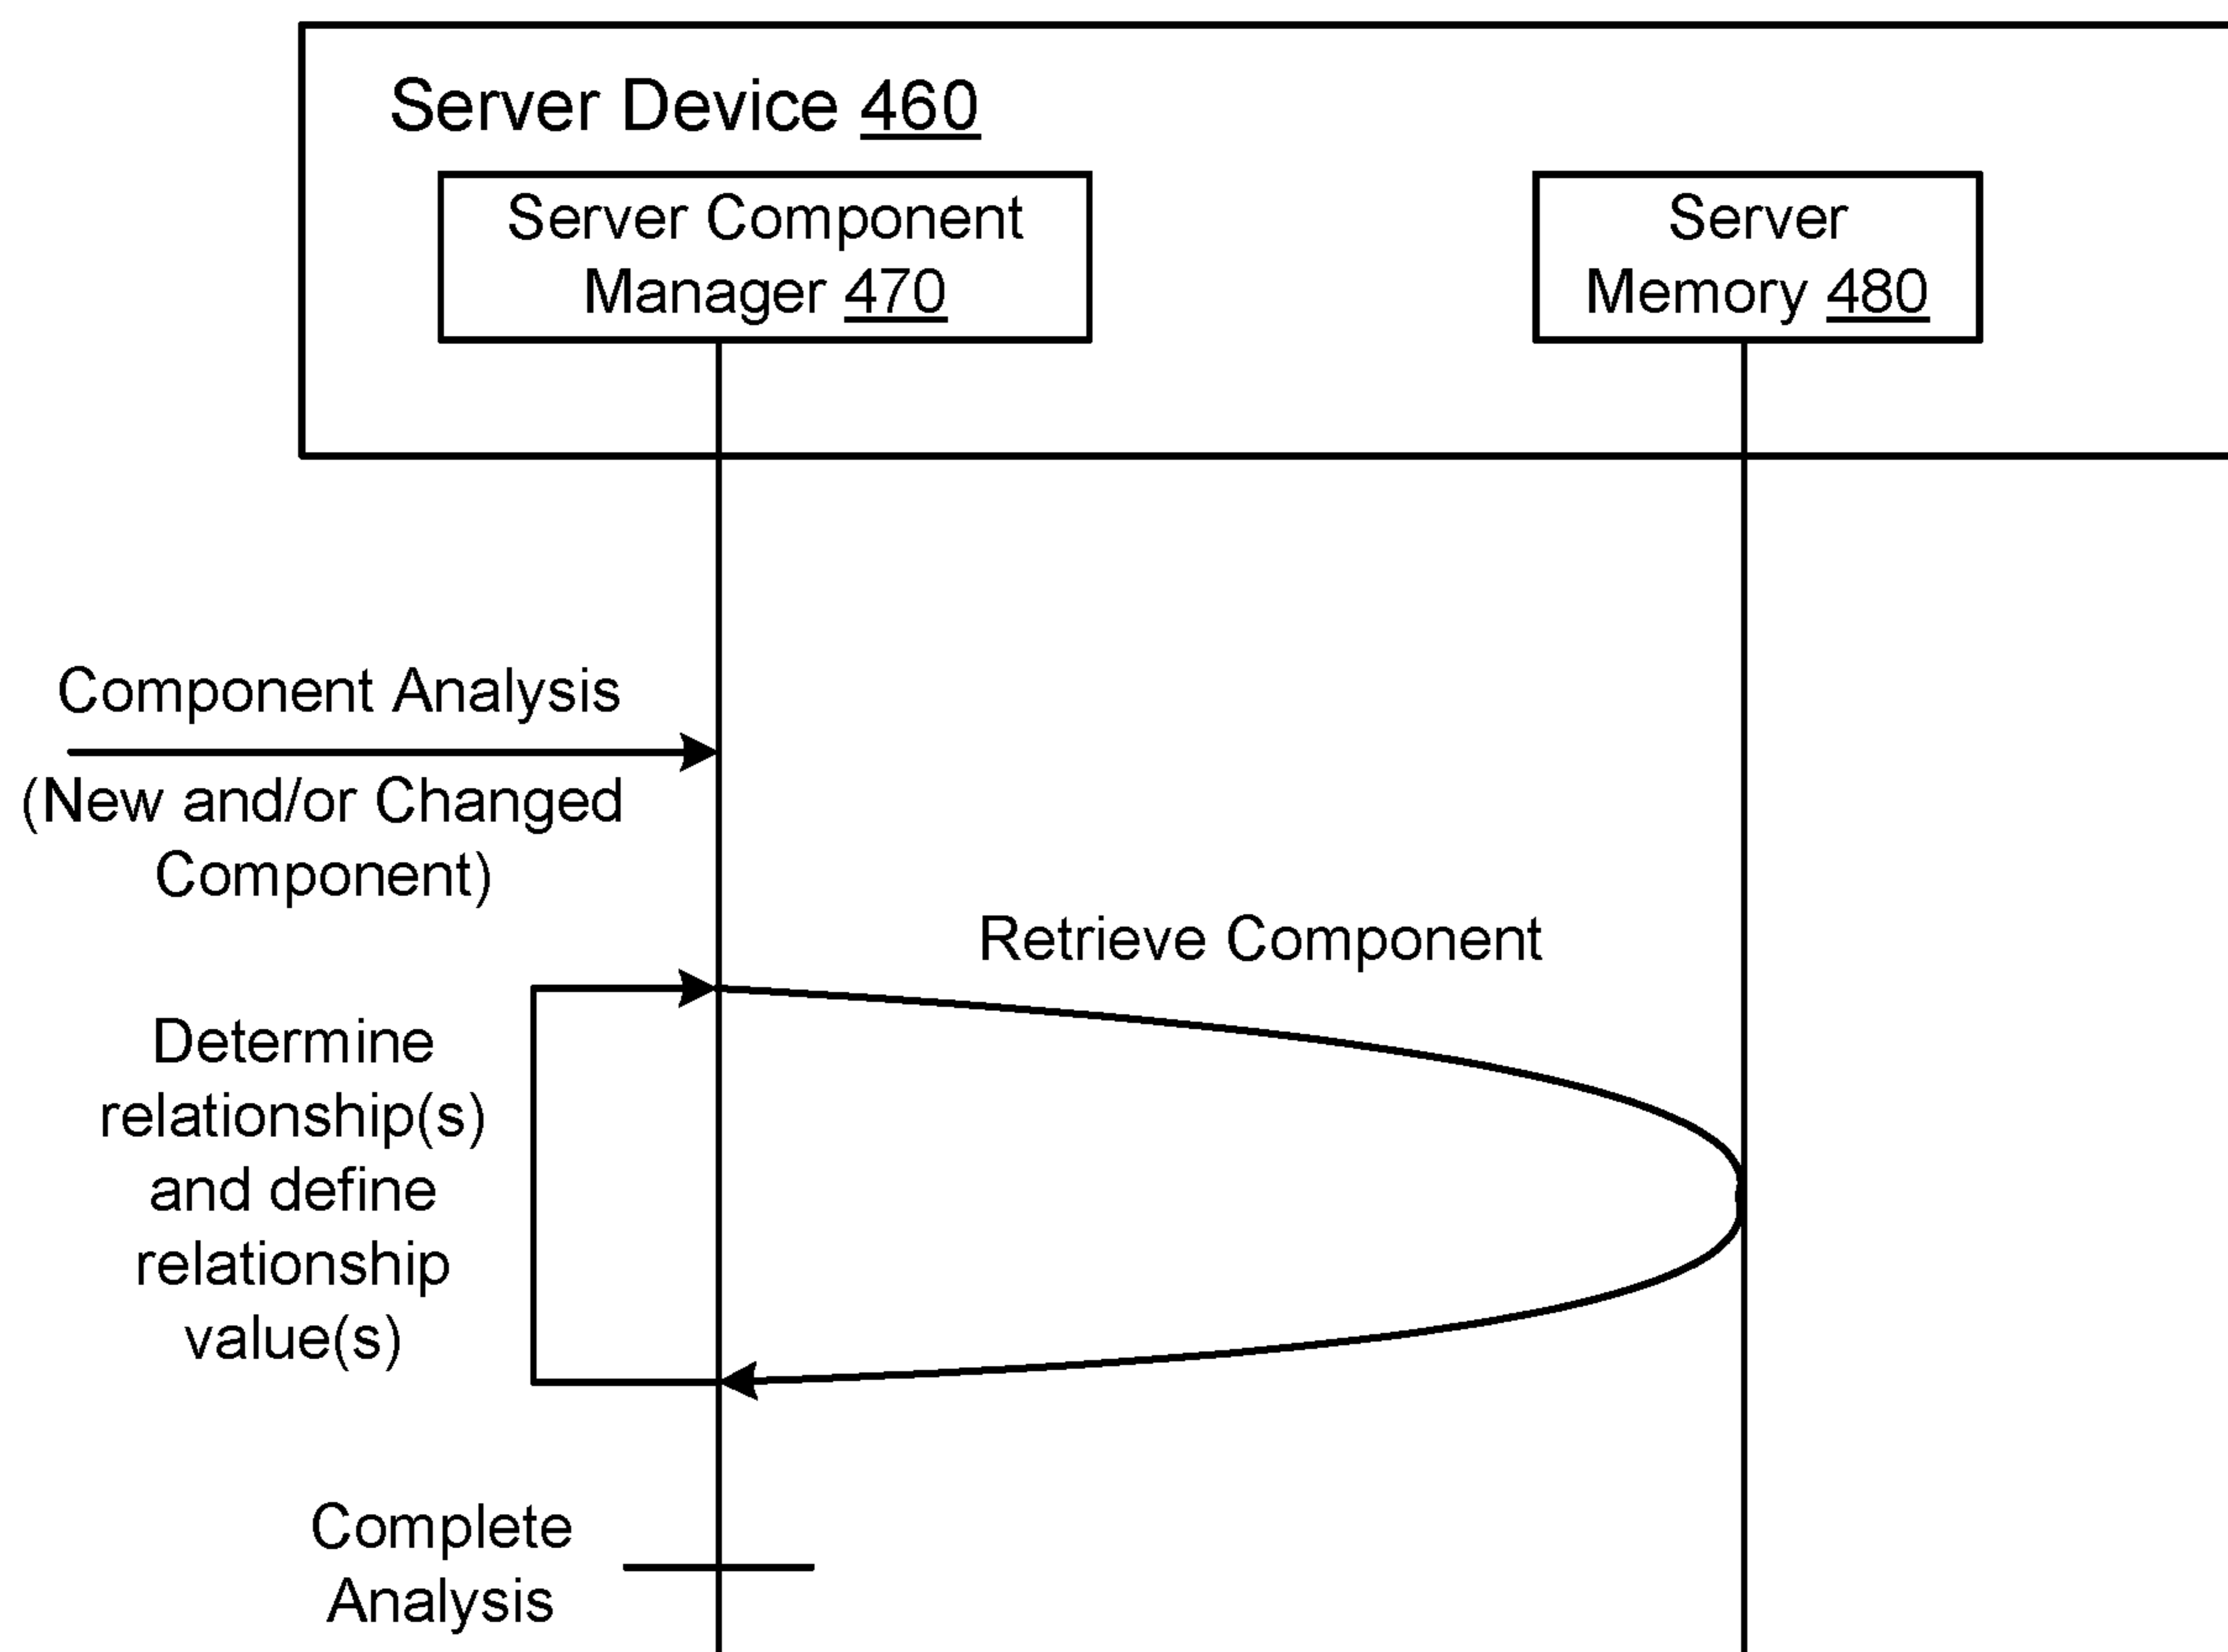 Server Device 460
Server Component
Manager 470
Server
Memory 480
Component Analysis
(New and/or Changed
Component)
Retrieve Component
Determine
relationship(s)
and define
relationship
value(s)
Complete
Analysis